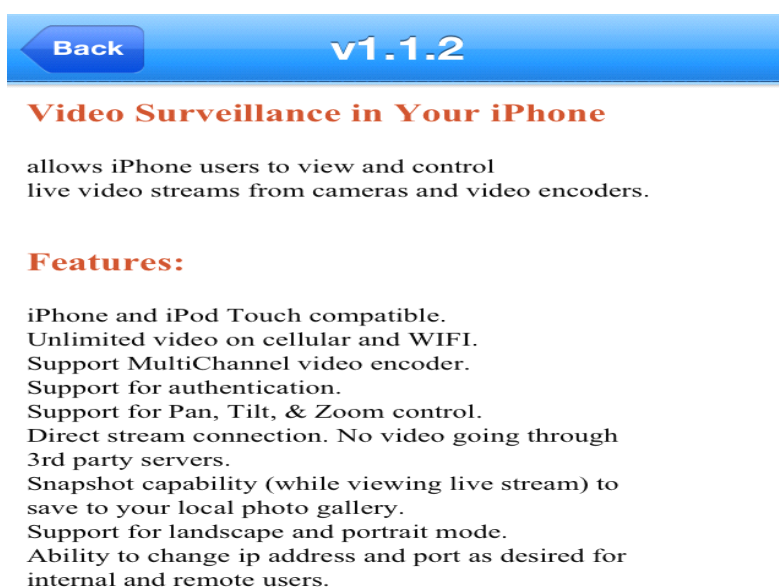 Back
v1.1.2
Video Surveillance in Your iPhone
allows iPhone users to view and control
live video streams from cameras and video encoders.
Features:
iPhone and iPod Touch compatible.
Unlimited video on cellular and WIFI.
Support MultiChannel video encoder.
Support for authentication.
Support for Pan, Tilt, & Zoom control.
Direct stream connection. No video going through
3rd party servers.
Snapshot capability (while viewing live stream) to
save to your local photo gallery.
Support for landscape and portrait mode.
Ability to change ip address and port as desired for
internal and remote users.